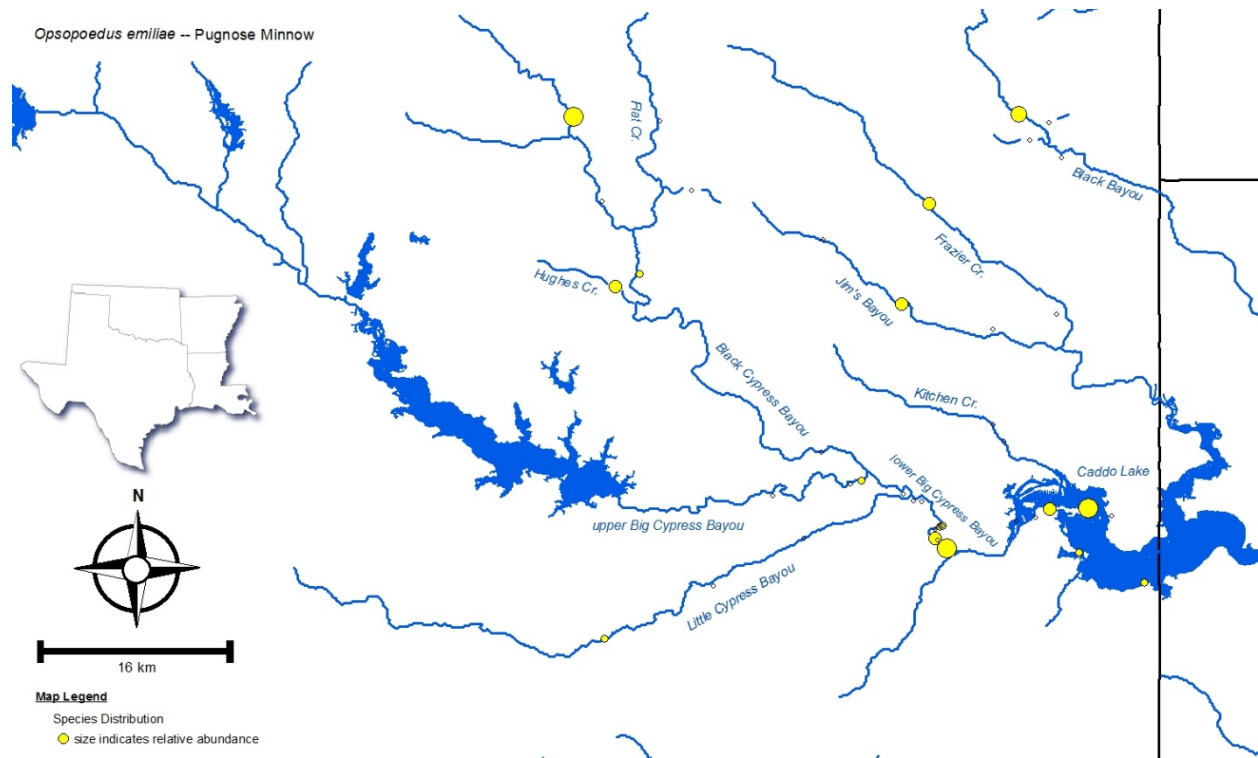 Opsopoedus emiliae -- Pugnose Minnow
Flat Cr.
Black Bayou
Frazier Cr.
Hughes Cr.
Jim's Bayou
Black Cypress Bayou
Kitchen Cr.
Caddo Lake
lower Big Cypress Bayou
upper Big Cypress Bayou
Little Cypress Bayou
N
16 km
Map Legend
Species Distribution
size indicates relative abundance